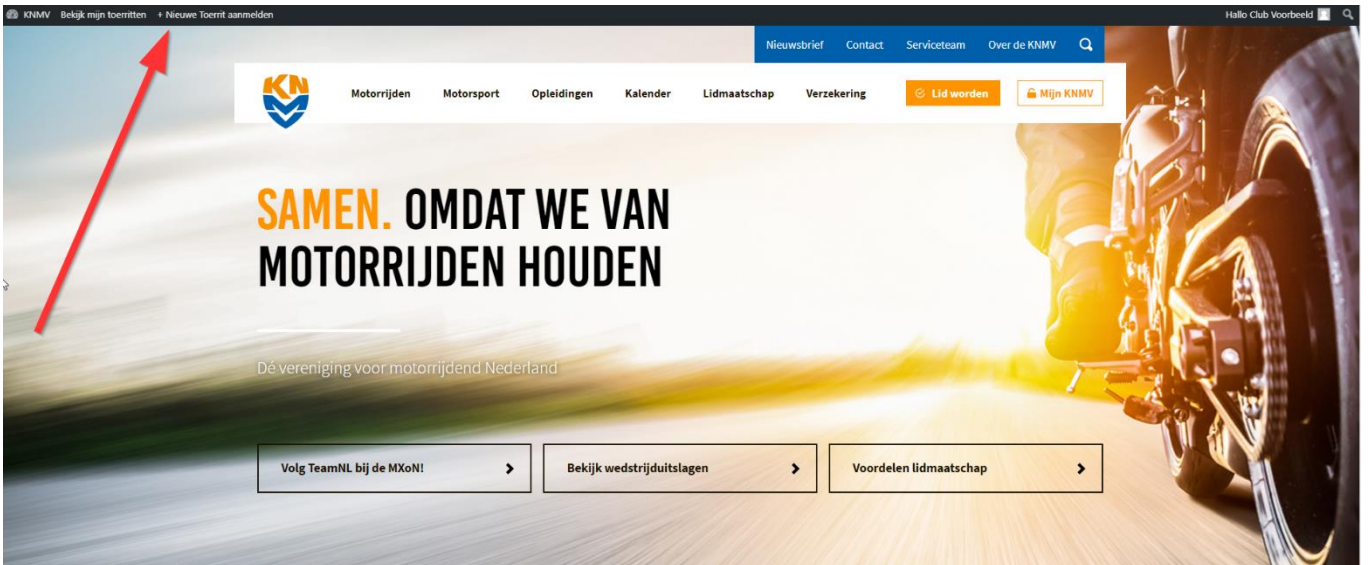 KNMV Bekijk mijn toerritten + Nieuwe Toerrit aanmelden Hallo Club Voorbeeld
Nieuwsbrief Contact Serviceteam Over de KNMV
KN
Motorrijden Motorsport Opleidingen Kalender Lidmaatschap Verzekering Lid worden Mijn KNMV
SAMEN. OMDAT WE VAN
MOTORRIJDEN HOUDEN
Dé vereniging voor motorrijdend Nederland
Volg TeamNL bij de MXoN! Bekijk wedstrijduitslagen Voordelen lidmaatschap